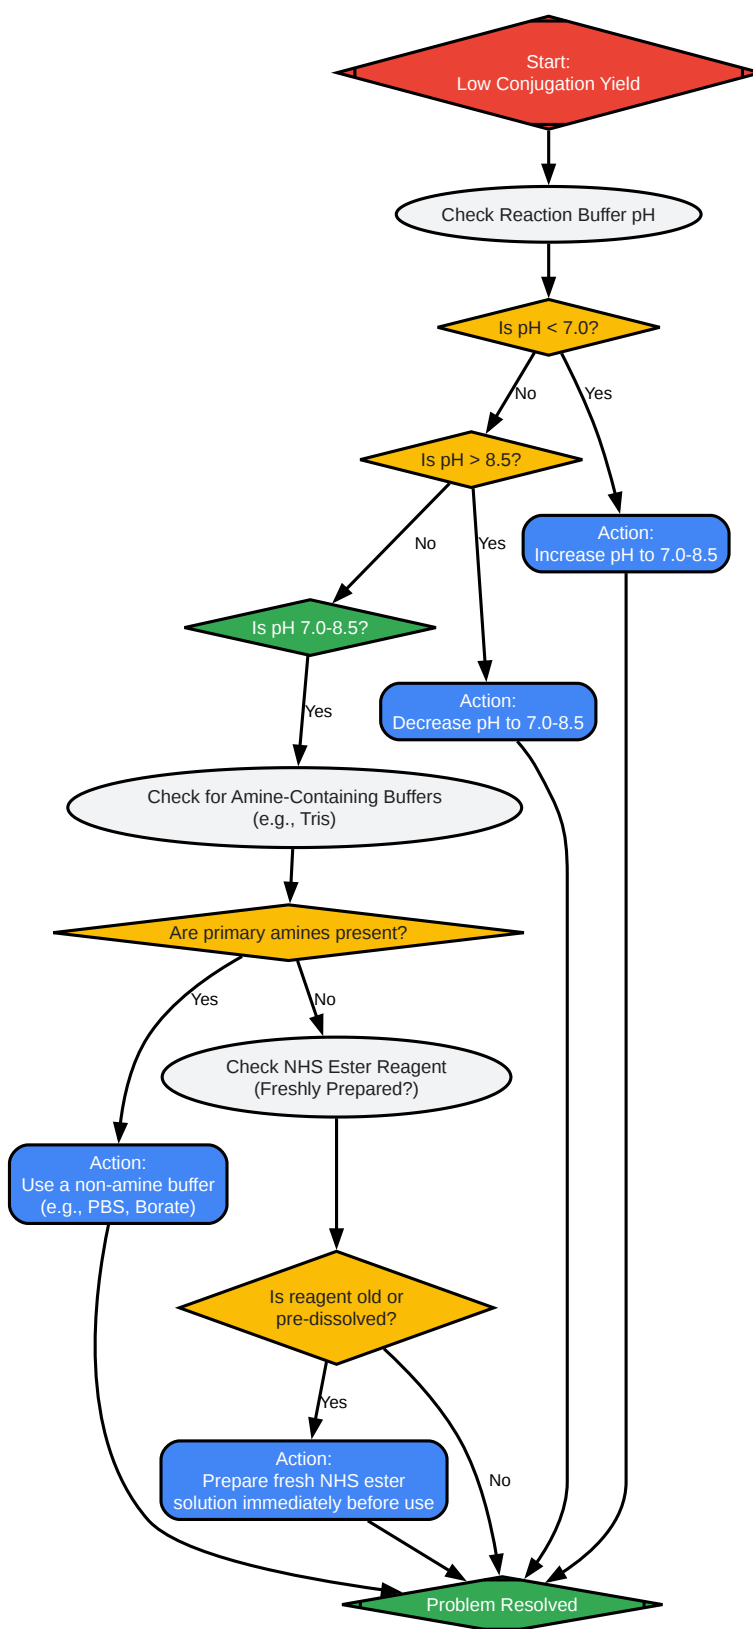 Start:
Low Conjugation Yield
Check Reaction Buffer pH
Is pH < 7.0?
No
Yes
Is pH > 8.5?
Action:
Increase pH to 7.0-8.5
No
Yes
Is pH 7.0-8.5?
Action:
Decrease pH to 7.0-8.5
Yes
Check for Amine-Containing Buffers
(e.g., Tris)
Are primary amines present?
Yes
No
Check NHS Ester Reagent
(Freshly Prepared?)
Action:
Use a non-amine buffer
(e.g., PBS, Borate)
Is reagent old or
pre-dissolved?
Yes
No
Action:
Prepare fresh NHS ester
solution immediately before use
Problem Resolved